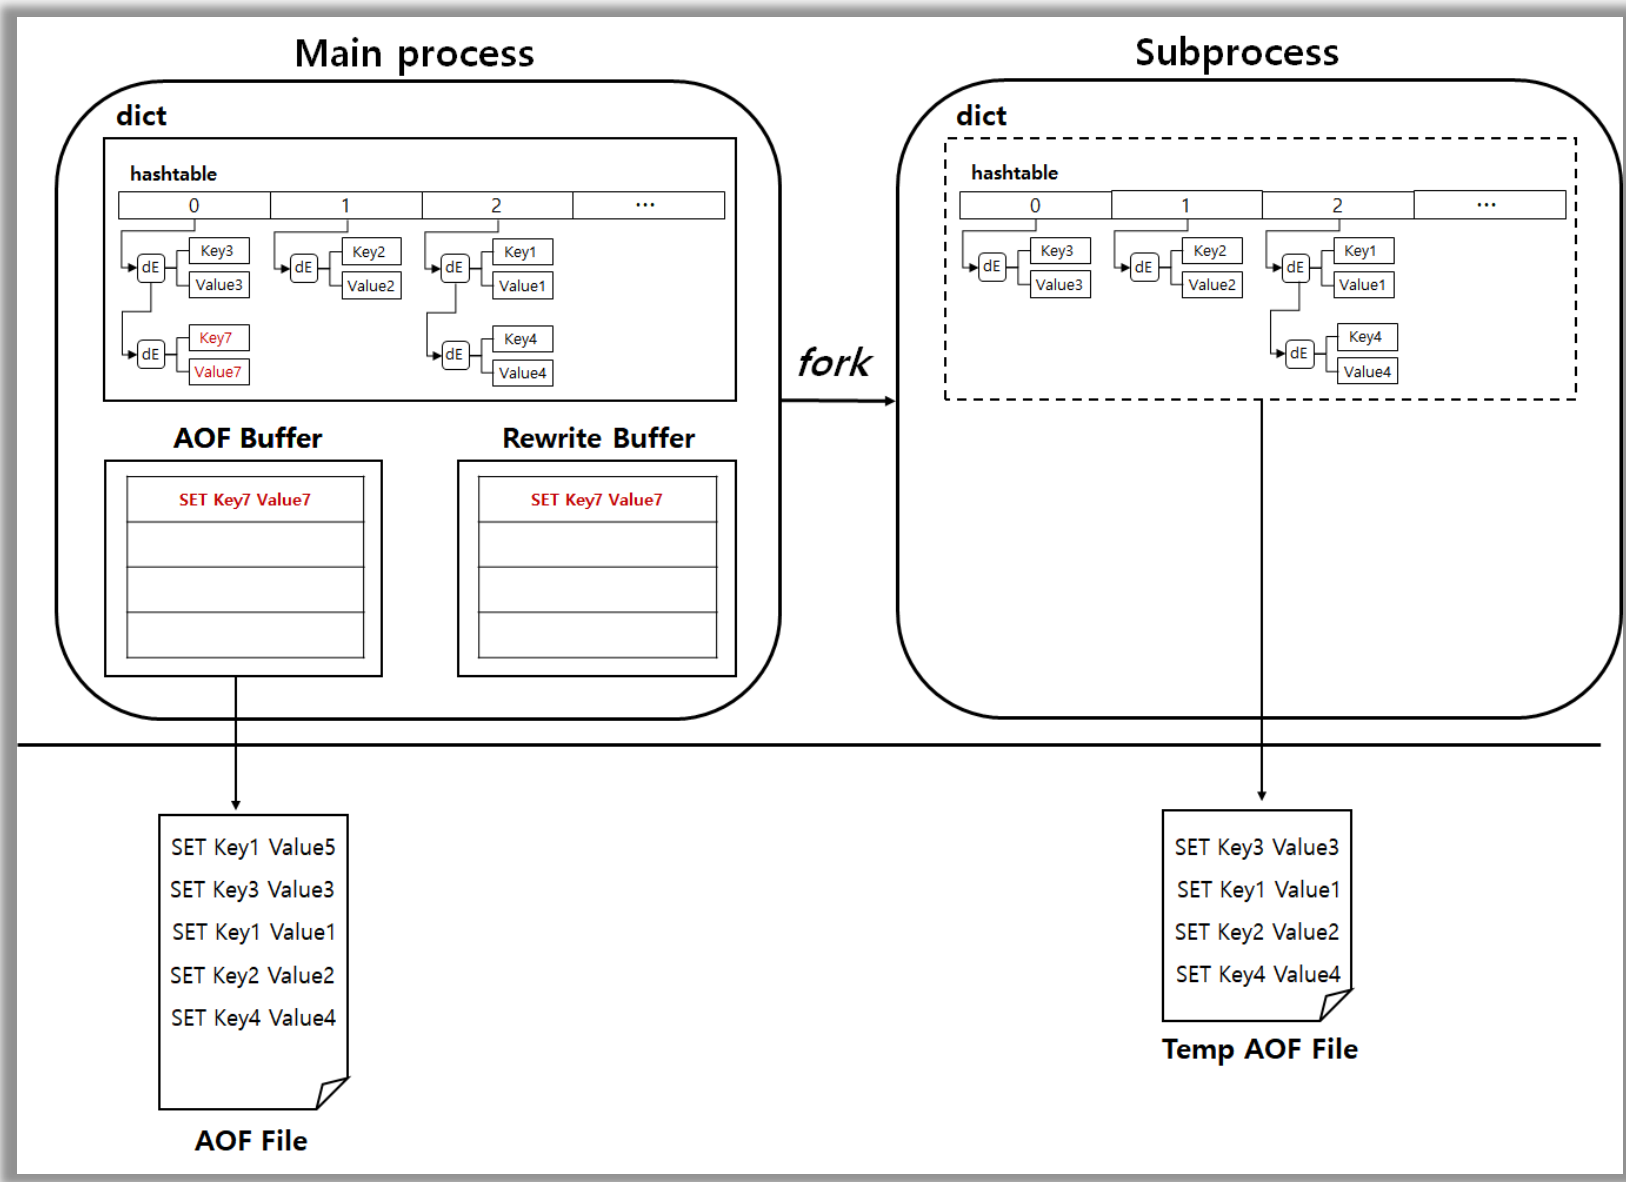 Main process
Subprocess
dict
hashtable
0 1 2 ...
dE Key3 Value3
dE Key2 Value2
dE Key1 Value1
dE Key7 Value7
dE Key4 Value4
AOF Buffer
SET Key7 Value7
Rewrite Buffer
SET Key7 Value7
fork
dict
hashtable
0 1 2 ...
dE Key3 Value3
dE Key2 Value2
dE Key1 Value1
dE Key4 Value4
SET Key1 Value5
SET Key3 Value3
SET Key1 Value1
SET Key2 Value2
SET Key4 Value4
AOF File
SET Key3 Value3
SET Key1 Value1
SET Key2 Value2
SET Key4 Value4
Temp AOF File